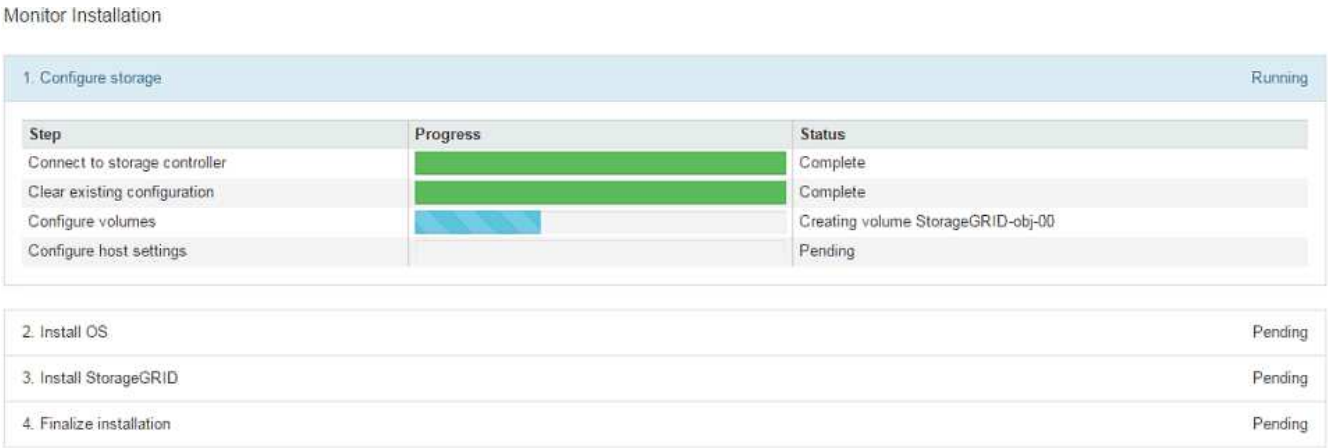 Monitor Installation
1. Configure storage Running
Step Progress Status
Connect to storage controller Complete
Clear existing configuration Complete
Configure volumes Creating volume StorageGRID-obj-00
Configure host settings Pending
2. Install OS Pending
3. Install StorageGRID Pending
4. Finalize installation Pending